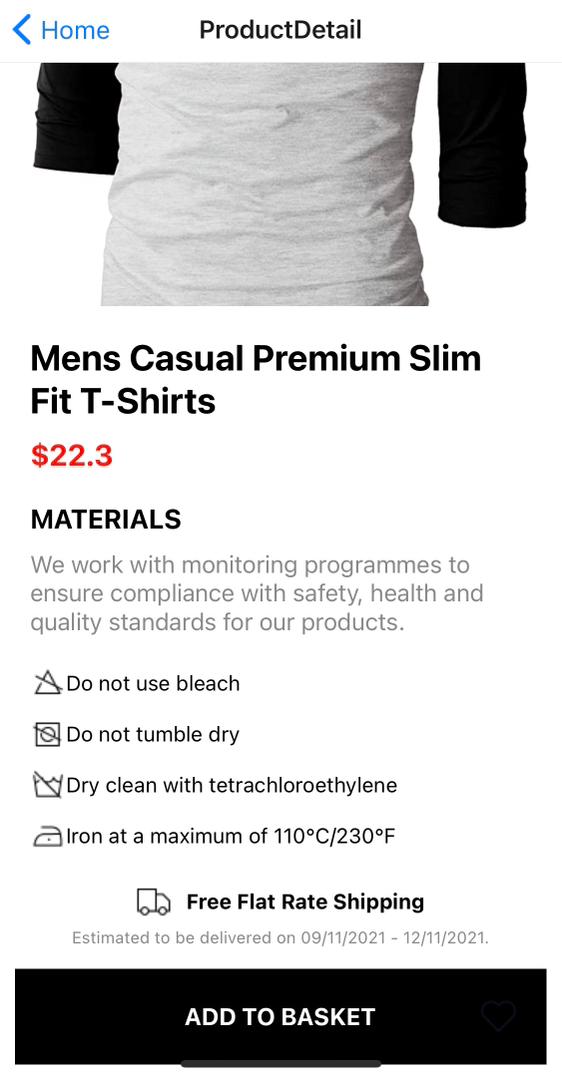 Home
ProductDetail
Mens Casual Premium Slim
Fit T-Shirts
$22.3
MATERIALS
We work with monitoring programmes to
ensure compliance with safety, health and
quality standards for our products.
Do not use bleach
Do not tumble dry
Dry clean with tetrachloroethylene
Iron at a maximum of 110°C/230°F
Free Flat Rate Shipping
Estimated to be delivered on 09/11/2021 - 12/11/2021.
ADD TO BASKET